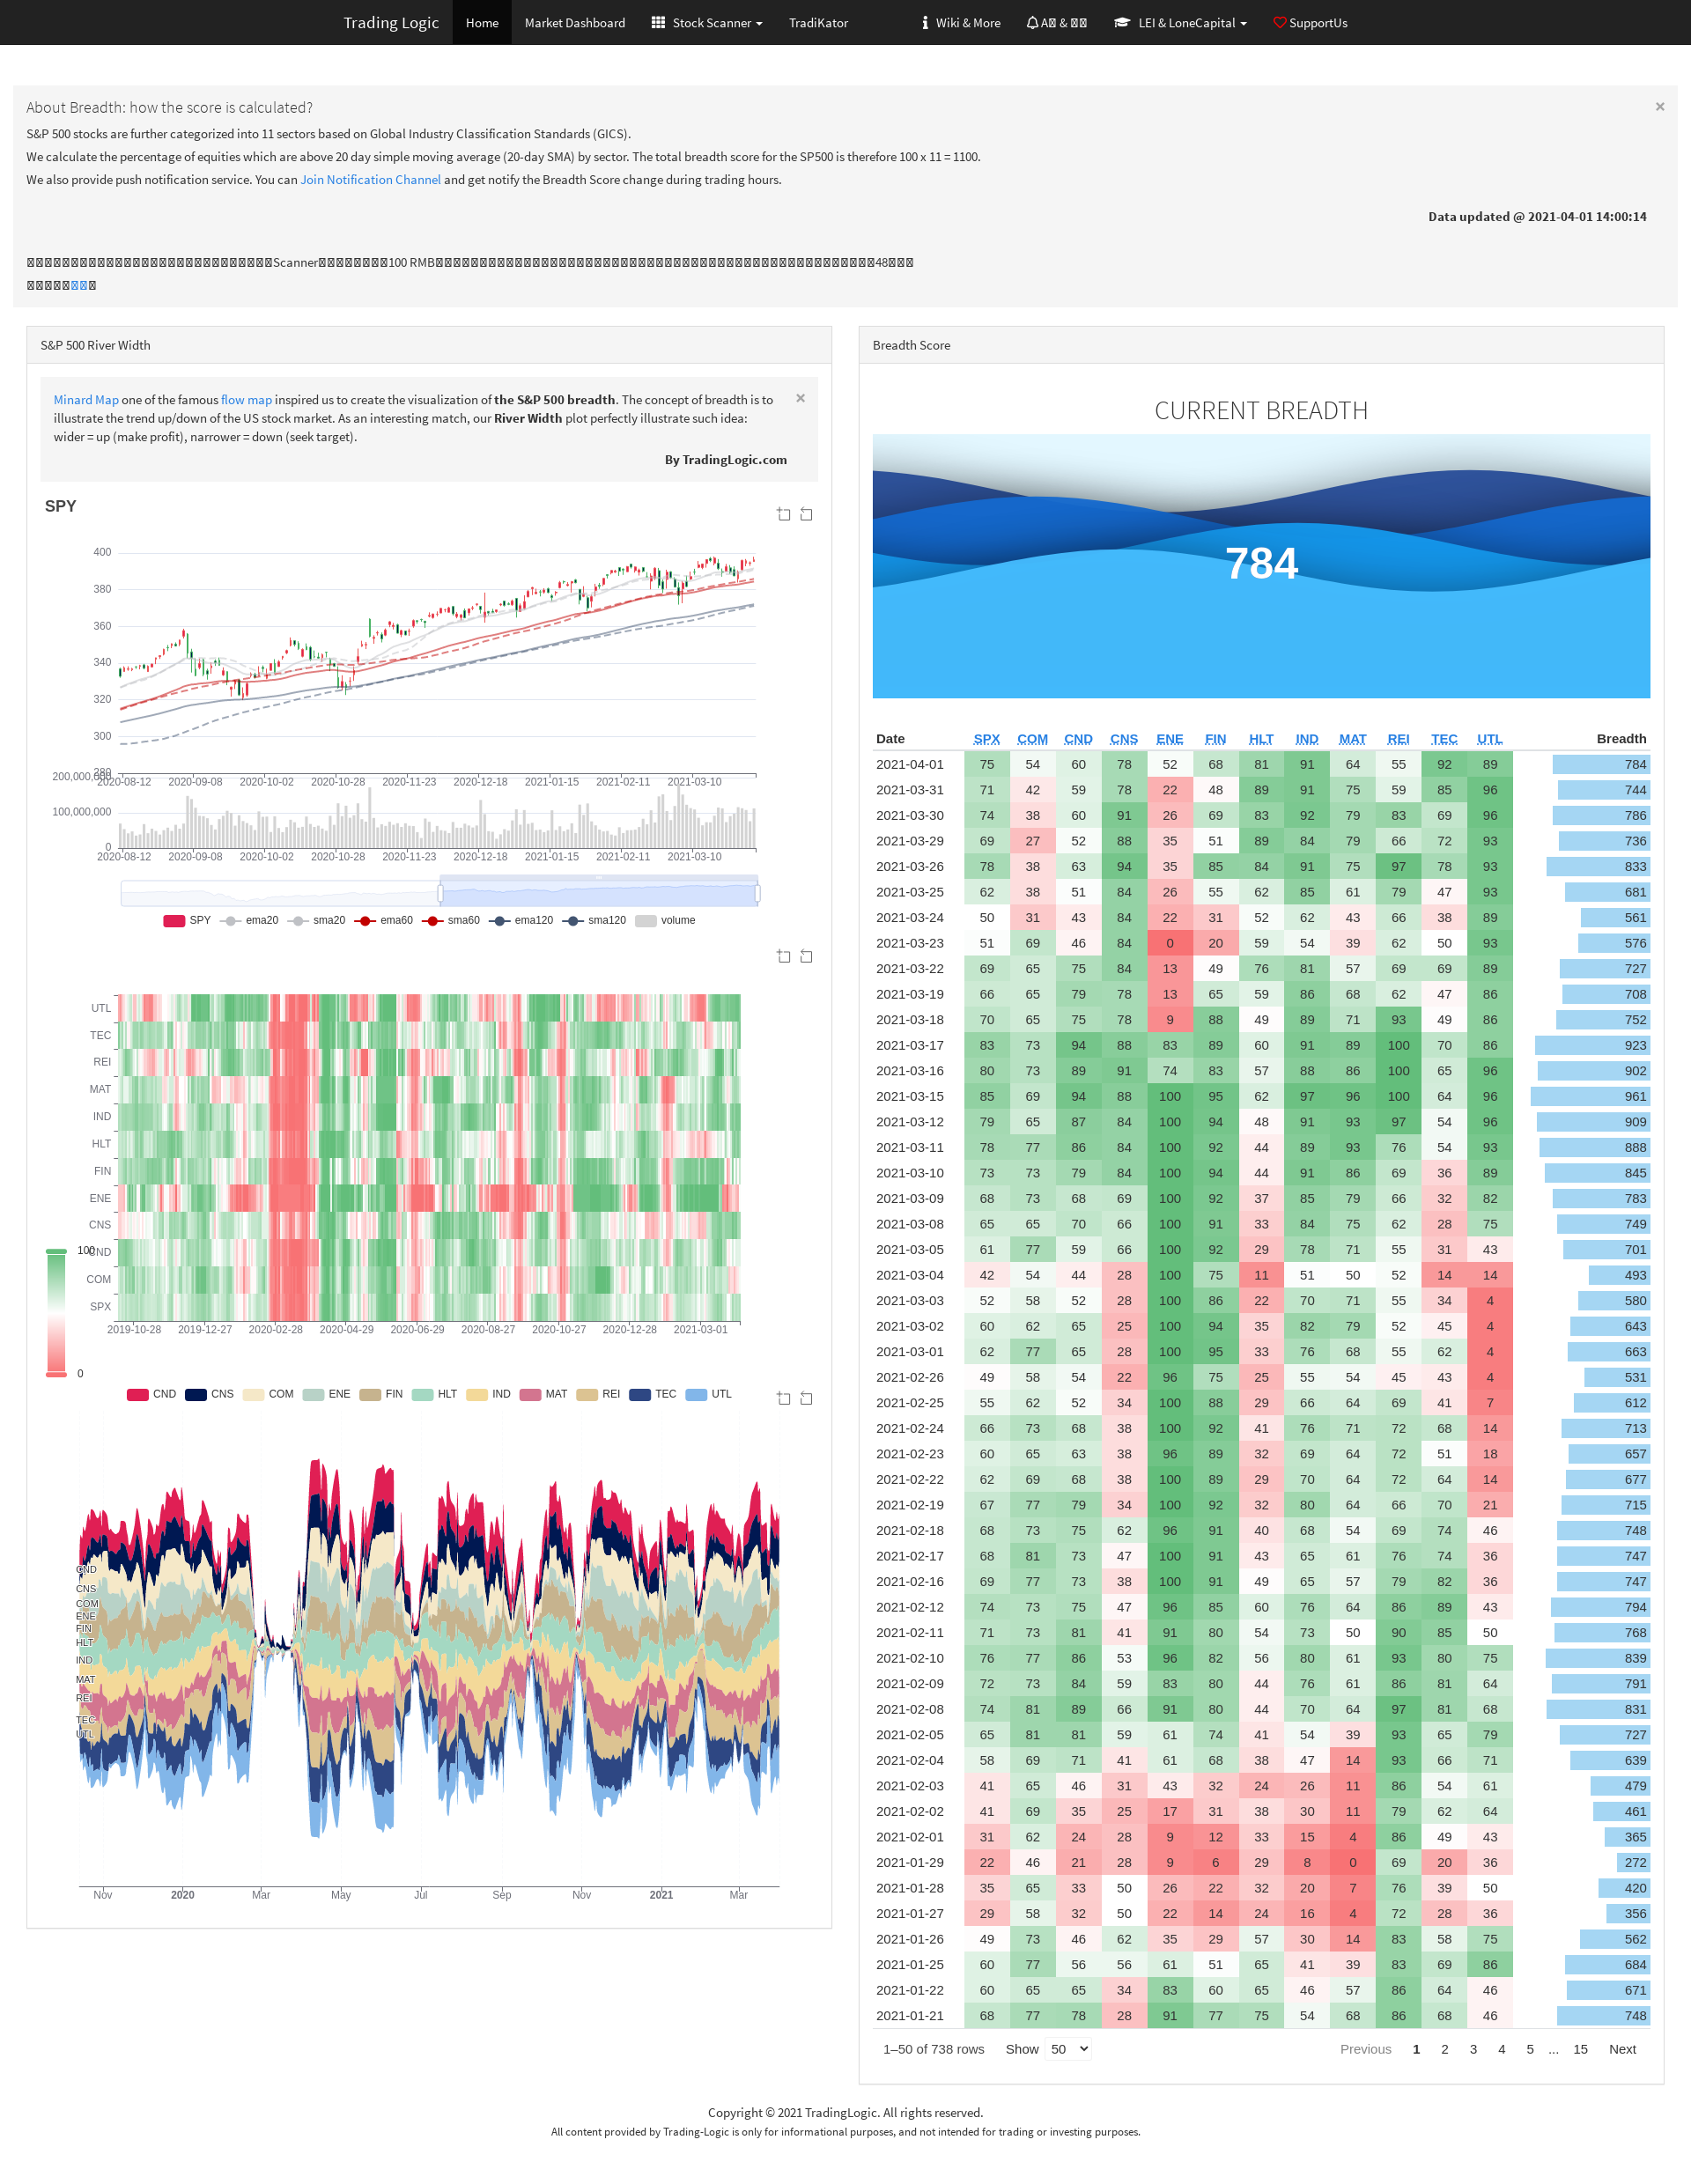 Trading Logic Home Market Dashboard Stock Scanner TradiKator Wiki & More A & LEI & LoneCapital SupportUs
About Breadth: how the score is calculated? ×
S&P 500 stocks are further categorized into 11 sectors based on Global Industry Classification Standards (GICS).
We calculate the percentage of equities which are above 20 day simple moving average (20-day SMA) by sector. The total breadth score for the SP500 is therefore 100 x 11 = 1100.
We also provide push notification service. You can Join Notification Channel and get notify the Breadth Score change during trading hours.
Data updated @ 2021-04-01 14:00:14
Scanner 100 RMB 48
S&P 500 River Width
Minard Map one of the famous flow map inspired us to create the visualization of the S&P 500 breadth. The concept of breadth is to ×
illustrate the trend up/down of the US stock market. As an interesting match, our River Width plot perfectly illustrate such idea:
wider = up (make profit), narrower = down (seek target).
By TradingLogic.com
SPY
400
380
360
340
320
300
280
2020-08-12 2020-09-08 2020-10-02 2020-10-28 2020-11-23 2020-12-18 2021-01-15 2021-02-11 2021-03-10
200,000,000
100,000,000
0
2020-08-12 2020-09-08 2020-10-02 2020-10-28 2020-11-23 2020-12-18 2021-01-15 2021-02-11 2021-03-10
SPY ema20 sma20 ema60 sma60 ema120 sma120 volume
UTL
TEC
REI
MAT
IND
HLT
FIN
ENE
CNS
CND
COM
SPX
100
0
2019-10-28 2019-12-27 2020-02-28 2020-04-29 2020-06-29 2020-08-27 2020-10-27 2020-12-28 2021-03-01
CND CNS COM ENE FIN HLT IND MAT REI TEC UTL
CND
CNS
COM
ENE
FIN
HLT
IND
MAT
REI
TEC
UTL
Nov 2020 Mar May Jul Sep Nov 2021 Mar
Breadth Score
CURRENT BREADTH
784
Date SPX COM CND CNS ENE FIN HLT IND MAT REI TEC UTL Breadth
2021-04-01 75 54 60 78 52 68 81 91 64 55 92 89 784
2021-03-31 71 42 59 78 22 48 89 91 75 59 85 96 744
2021-03-30 74 38 60 91 26 69 83 92 79 83 69 96 786
2021-03-29 69 27 52 88 35 51 89 84 79 66 72 93 736
2021-03-26 78 38 63 94 35 85 84 91 75 97 78 93 833
2021-03-25 62 38 51 84 26 55 62 85 61 79 47 93 681
2021-03-24 50 31 43 84 22 31 52 62 43 66 38 89 561
2021-03-23 51 69 46 84 0 20 59 54 39 62 50 93 576
2021-03-22 69 65 75 84 13 49 76 81 57 69 69 89 727
2021-03-19 66 65 79 78 13 65 59 86 68 62 47 86 708
2021-03-18 70 65 75 78 9 88 49 89 71 93 49 86 752
2021-03-17 83 73 94 88 83 89 60 91 89 100 70 86 923
2021-03-16 80 73 89 91 74 83 57 88 86 100 65 96 902
2021-03-15 85 69 94 88 100 95 62 97 96 100 64 96 961
2021-03-12 79 65 87 84 100 94 48 91 93 97 54 96 909
2021-03-11 78 77 86 84 100 92 44 89 93 76 54 93 888
2021-03-10 73 73 79 84 100 94 44 91 86 69 36 89 845
2021-03-09 68 73 68 69 100 92 37 85 79 66 32 82 783
2021-03-08 65 65 70 66 100 91 33 84 75 62 28 75 749
2021-03-05 61 77 59 66 100 92 29 78 71 55 31 43 701
2021-03-04 42 54 44 28 100 75 11 51 50 52 14 14 493
2021-03-03 52 58 52 28 100 86 22 70 71 55 34 4 580
2021-03-02 60 62 65 25 100 94 35 82 79 52 45 4 643
2021-03-01 62 77 65 28 100 95 33 76 68 55 62 4 663
2021-02-26 49 58 54 22 96 75 25 55 54 45 43 4 531
2021-02-25 55 62 52 34 100 88 29 66 64 69 41 7 612
2021-02-24 66 73 68 38 100 92 41 76 71 72 68 14 713
2021-02-23 60 65 63 38 96 89 32 69 64 72 51 18 657
2021-02-22 62 69 68 38 100 89 29 70 64 72 64 14 677
2021-02-19 67 77 79 34 100 92 32 80 64 66 70 21 715
2021-02-18 68 73 75 62 96 91 40 68 54 69 74 46 748
2021-02-17 68 81 73 47 100 91 43 65 61 76 74 36 747
2021-02-16 69 77 73 38 100 91 49 65 57 79 82 36 747
2021-02-12 74 73 75 47 96 85 60 76 64 86 89 43 794
2021-02-11 71 73 81 41 91 80 54 73 50 90 85 50 768
2021-02-10 76 77 86 53 96 82 56 80 61 93 80 75 839
2021-02-09 72 73 84 59 83 80 44 76 61 86 81 64 791
2021-02-08 74 81 89 66 91 80 44 70 64 97 81 68 831
2021-02-05 65 81 81 59 61 74 41 54 39 93 65 79 727
2021-02-04 58 69 71 41 61 68 38 47 14 93 66 71 639
2021-02-03 41 65 46 31 43 32 24 26 11 86 54 61 479
2021-02-02 41 69 35 25 17 31 38 30 11 79 62 64 461
2021-02-01 31 62 24 28 9 12 33 15 4 86 49 43 365
2021-01-29 22 46 21 28 9 6 29 8 0 69 20 36 272
2021-01-28 35 65 33 50 26 22 32 20 7 76 39 50 420
2021-01-27 29 58 32 50 22 14 24 16 4 72 28 36 356
2021-01-26 49 73 46 62 35 29 57 30 14 83 58 75 562
2021-01-25 60 77 56 56 61 51 65 41 39 83 69 86 684
2021-01-22 60 65 65 34 83 60 65 46 57 86 64 46 671
2021-01-21 68 77 78 28 91 77 75 54 68 86 68 46 748
1–50 of 738 rows Show 50 Previous 1 2 3 4 5 ... 15 Next
Copyright © 2021 TradingLogic. All rights reserved.
All content provided by Trading-Logic is only for informational purposes, and not intended for trading or investing purposes.